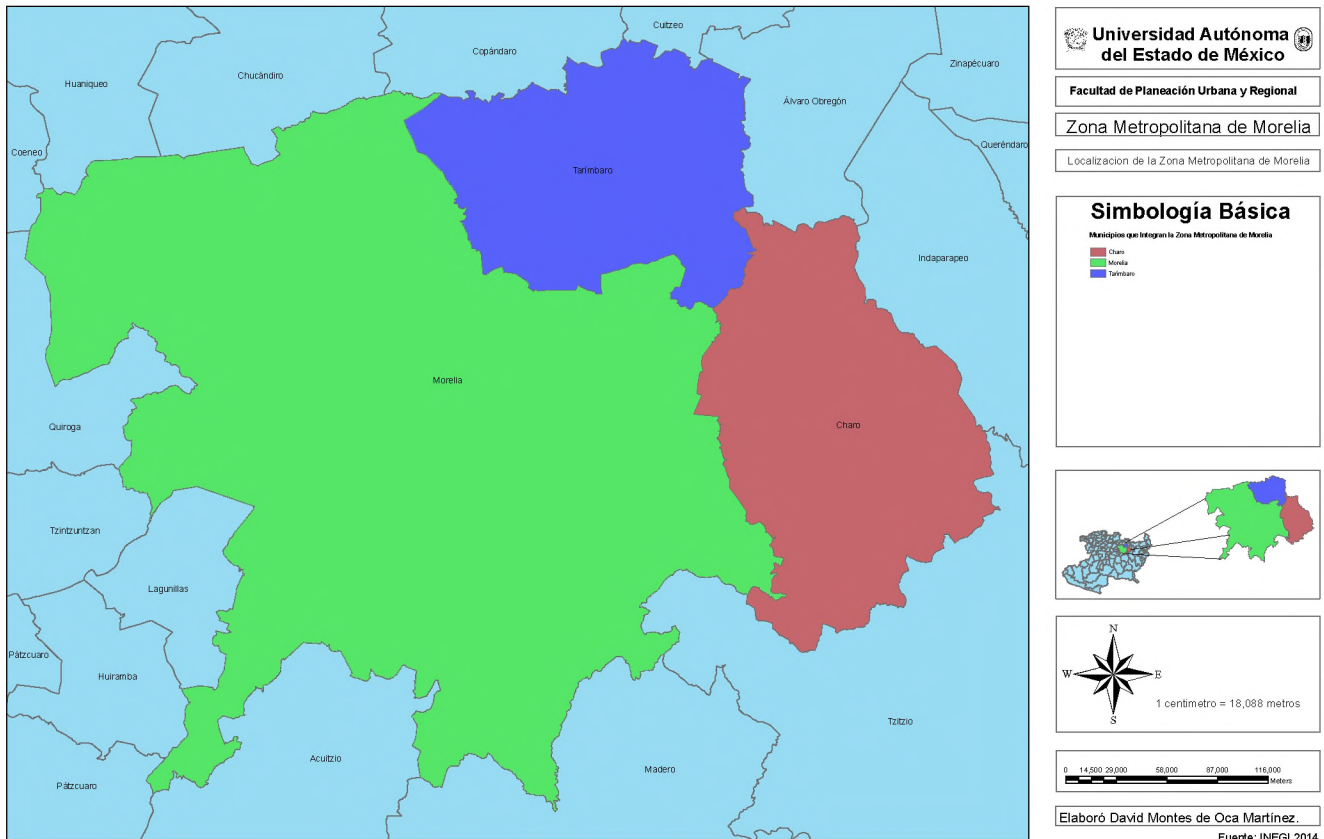 Cuitzeo
Copándaro
Zinapécuaro
Huaniqueo
Chucándiro
Álvaro Obregón
Queréndaro
Coeneo
Tarímbaro
Indaparapeo
Morelia
Quiroga
Charo
Tzintzuntzan
Lagunillas
Pátzcuaro
Huiramba
Tzitzio
Acuitzio
Madero
Pátzcuaro
Universidad Autónoma
del Estado de México
Facultad de Planeación Urbana y Regional
Zona Metropolitana de Morelia
Localizacion de la Zona Metropolitana de Morelia
Simbología Básica
Municipios que Integran la Zona Metropolitana de Morelia
Charo
Morelia
Tarímbaro
N
W E
S
1 centimetro = 18,088 metros
0 14,500 29,000 58,000 87,000 116,000
Meters
Elaboró David Montes de Oca Martínez.
Fuente: INEGI 2014